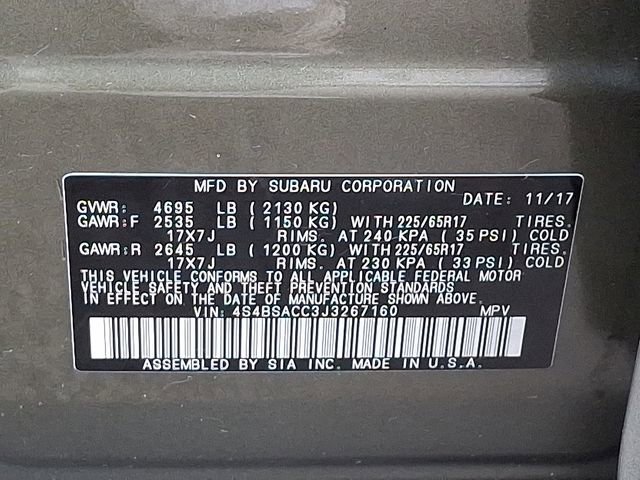 MFD BY SUBARU CORPORATION
DATE: 11/17
GVWR: 4695 LB (2130 KG)
GAWR:F 2535 LB (1150 KG) WITH 225/65R17 TIRES.
17X7J RIMS. AT 240 KPA (35 PSI) COLD
GAWR:R 2645 LB (1200 KG) WITH 225/65R17 TIRES.
17X7J RIMS. AT 230 KPA (33 PSI) COLD
THIS VEHICLE CONFORMS TO ALL APPLICABLE FEDERAL MOTOR
VEHICLE SAFETY AND THEFT PREVENTION STANDARDS
IN EFFECT ON THE DATE OF MANUFACTURE SHOWN ABOVE.
VIN: 4S4BSACC3J3267160 MPV
ASSEMBLED BY SIA INC. MADE IN U.S.A.